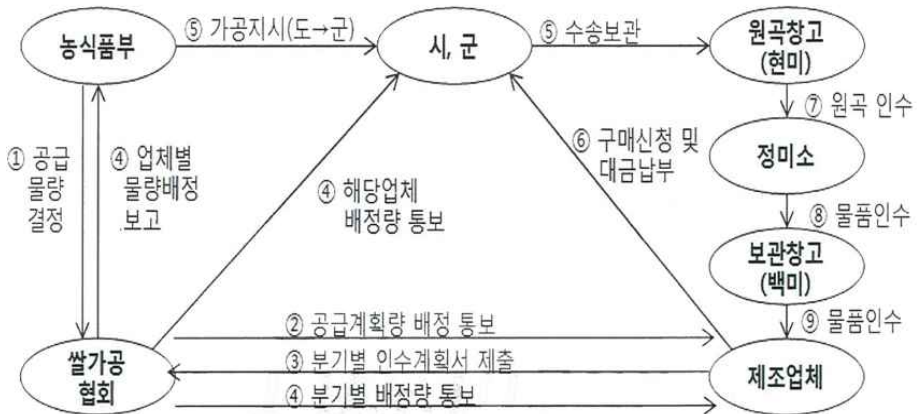 농식품부
⑤ 가공지시(도→군)
시, 군
⑤ 수송보관
원곡창고
(현미)
⑦ 원곡 인수
① 공급
물량
결정
④ 업체별
물량배정
보고
④ 해당업체
배정량 통보
⑥ 구매신청 및
대금납부
정미소
⑧ 물품인수
보관창고
(백미)
⑨ 물품인수
② 공급계획량 배정 통보
③ 분기별 인수계획서 제출
④ 분기별 배정량 통보
쌀가공
협회
제조업체